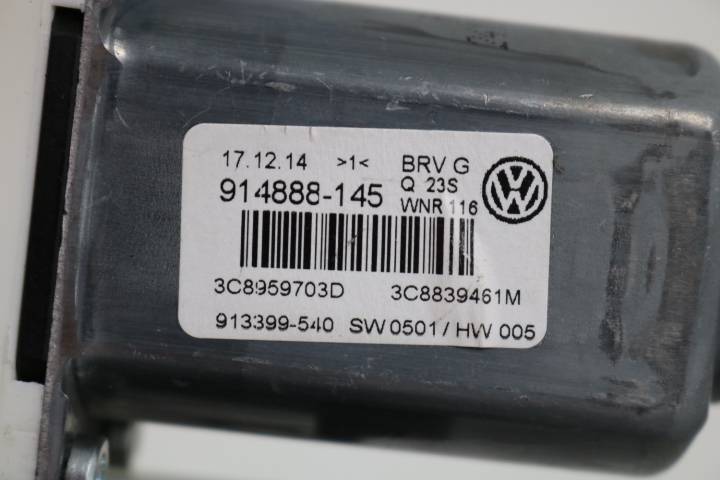 17.12.14 >1< BRV G
914888-145 Q 23S
WNR 116
3C8959703D 3C8839461M
913399-540 SW 0501 / HW 005